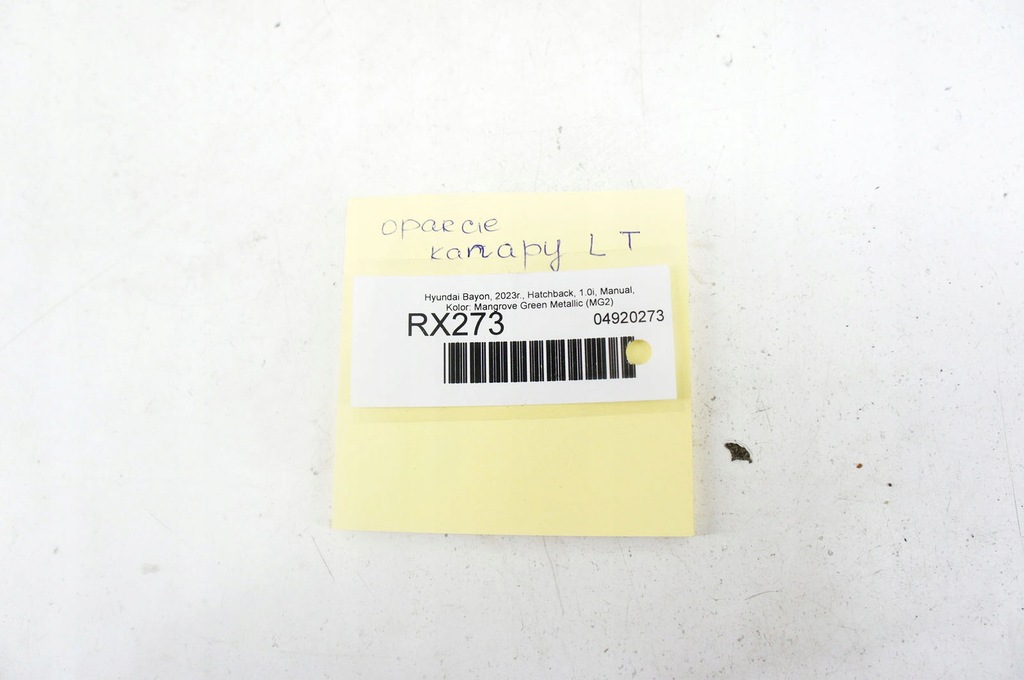 oparcie
kanapy L T
Hyundai Bayon, 2023r., Hatchback, 1.0i, Manual,
Kolor: Mangrove Green Metallic (MG2)
RX273 04920273